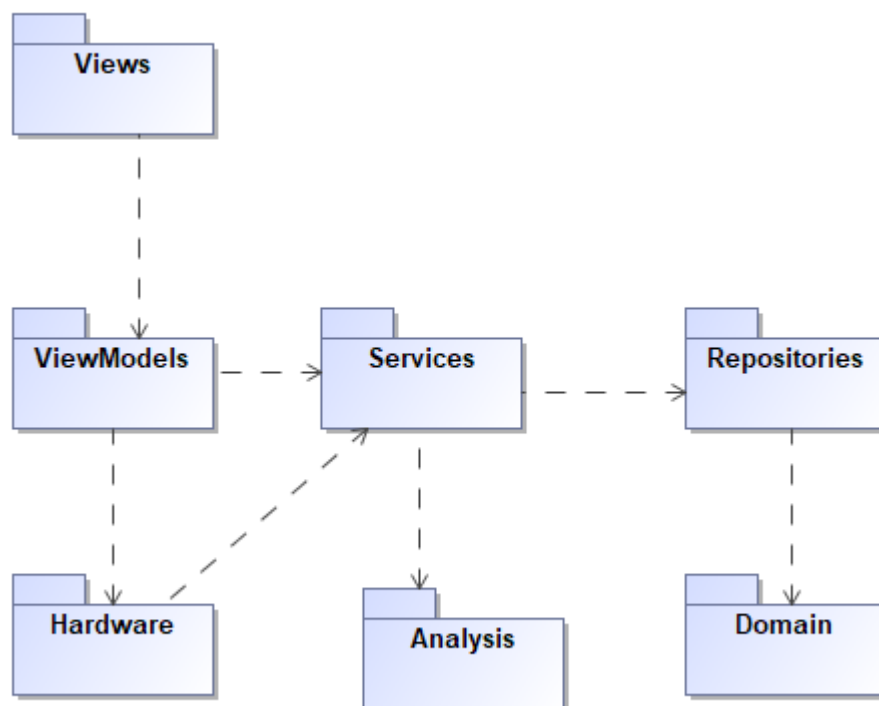 Views
ViewModels
Services
Repositories
Hardware
Analysis
Domain